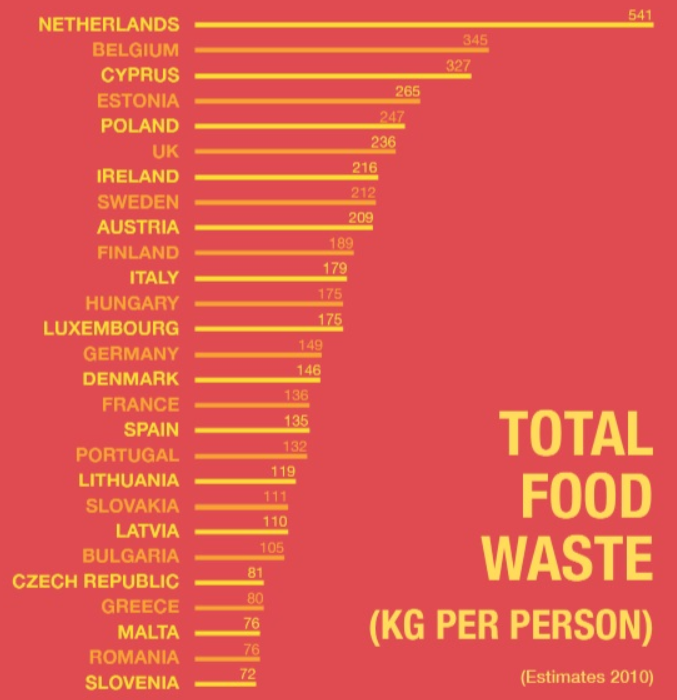 NETHERLANDS 541
BELGIUM 345
CYPRUS 327
ESTONIA 265
POLAND 247
UK 236
IRELAND 216
SWEDEN 212
AUSTRIA 209
FINLAND 189
ITALY 179
HUNGARY 175
LUXEMBOURG 175
GERMANY 149
DENMARK 146
FRANCE 136
SPAIN 135
PORTUGAL 132
LITHUANIA 119
SLOVAKIA 111
LATVIA 110
BULGARIA 105
CZECH REPUBLIC 81
GREECE 80
MALTA 76
ROMANIA 76
SLOVENIA 72
TOTAL
FOOD
WASTE
(KG PER PERSON)
(Estimates 2010)